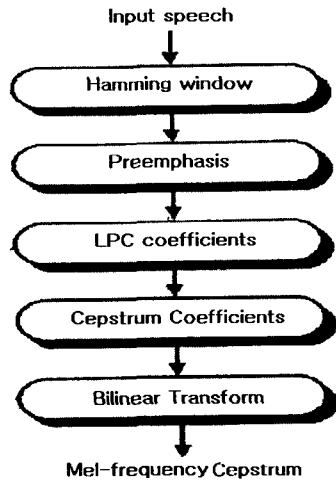 Input speech
Hamming window
Preemphasis
LPC coefficients
Cepstrum Coefficients
Bilinear Transform
Mel-frequency Cepstrum